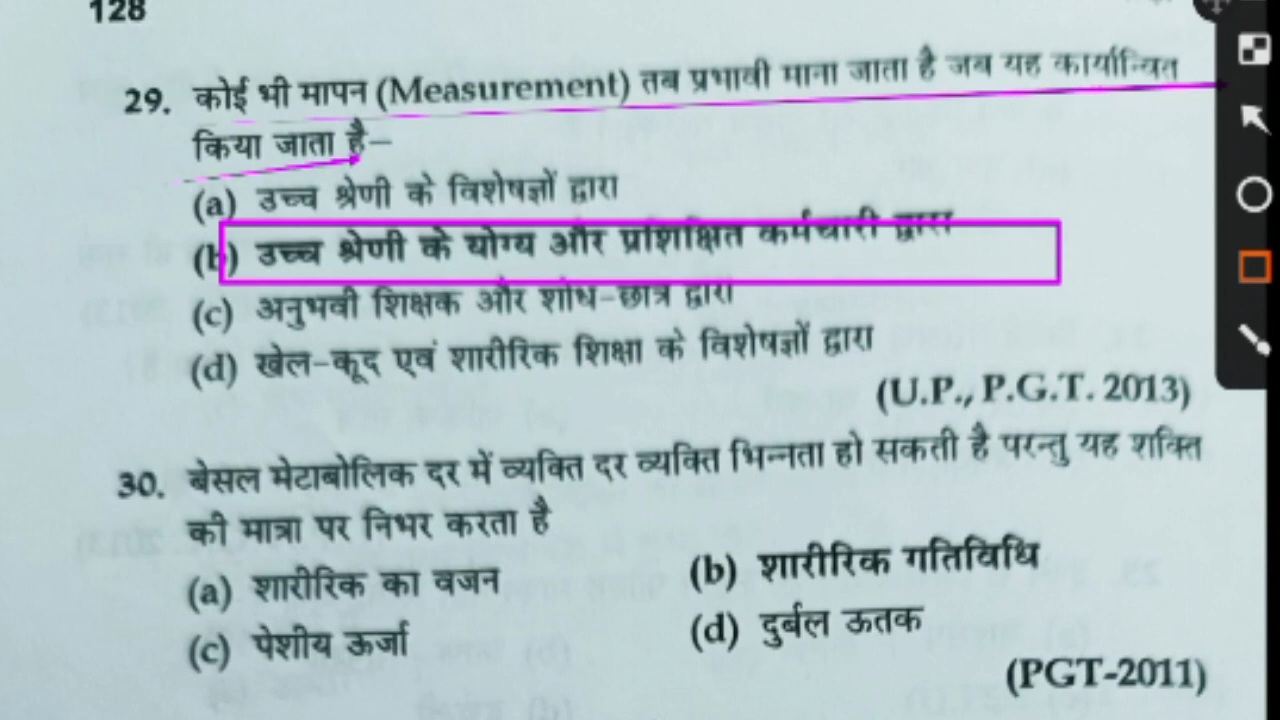 128
29. कोई भी मापन (Measurement) तब प्रभावी माना जाता है जब यह कार्यान्वित
किया जाता है–
(a) उच्च श्रेणी के विशेषज्ञों द्वारा
(b) उच्च श्रेणी के योग्य और प्रशिक्षित कर्मचारी द्वारा
(c) अनुभवी शिक्षक और शोध-छात्र द्वारा
(d) खेल-कूद एवं शारीरिक शिक्षा के विशेषज्ञों द्वारा
(U.P., P.G.T. 2013)
30. बेसल मेटाबोलिक दर में व्यक्ति दर व्यक्ति भिन्नता हो सकती है परन्तु यह शक्ति
की मात्रा पर निभर करता है
(a) शारीरिक का वजन (b) शारीरिक गतिविधि
(c) पेशीय ऊर्जा (d) दुर्बल ऊतक
(PGT-2011)